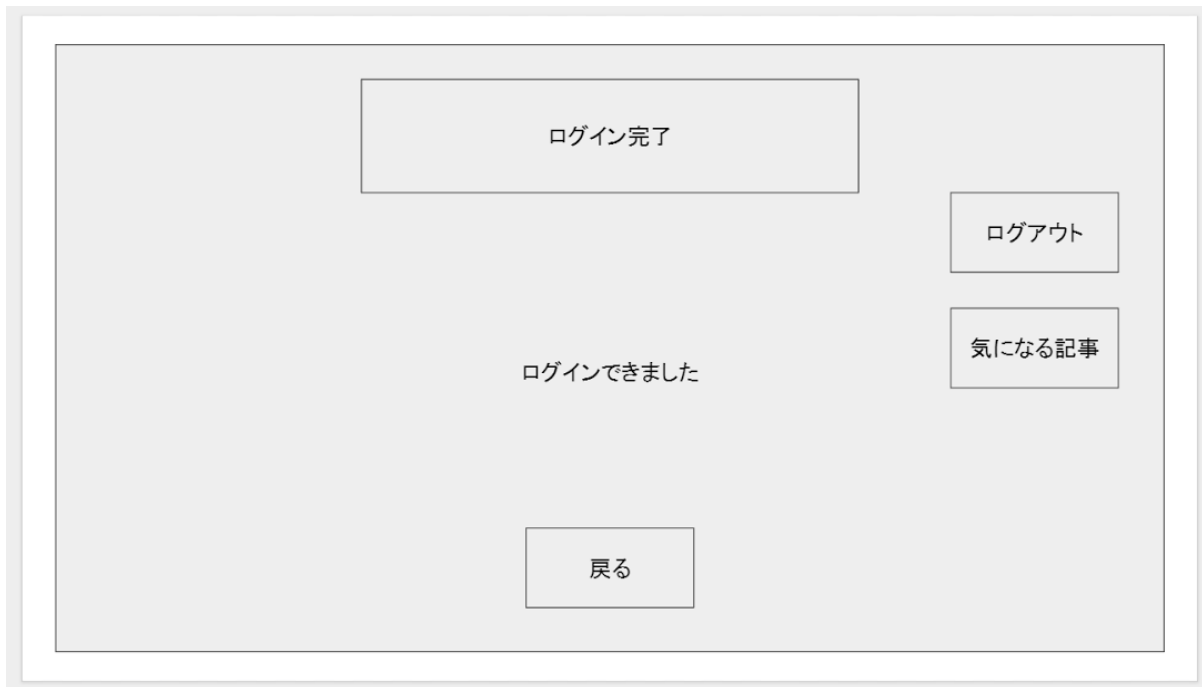 ログイン完了
ログアウト
気になる記事
ログインできました
戻る